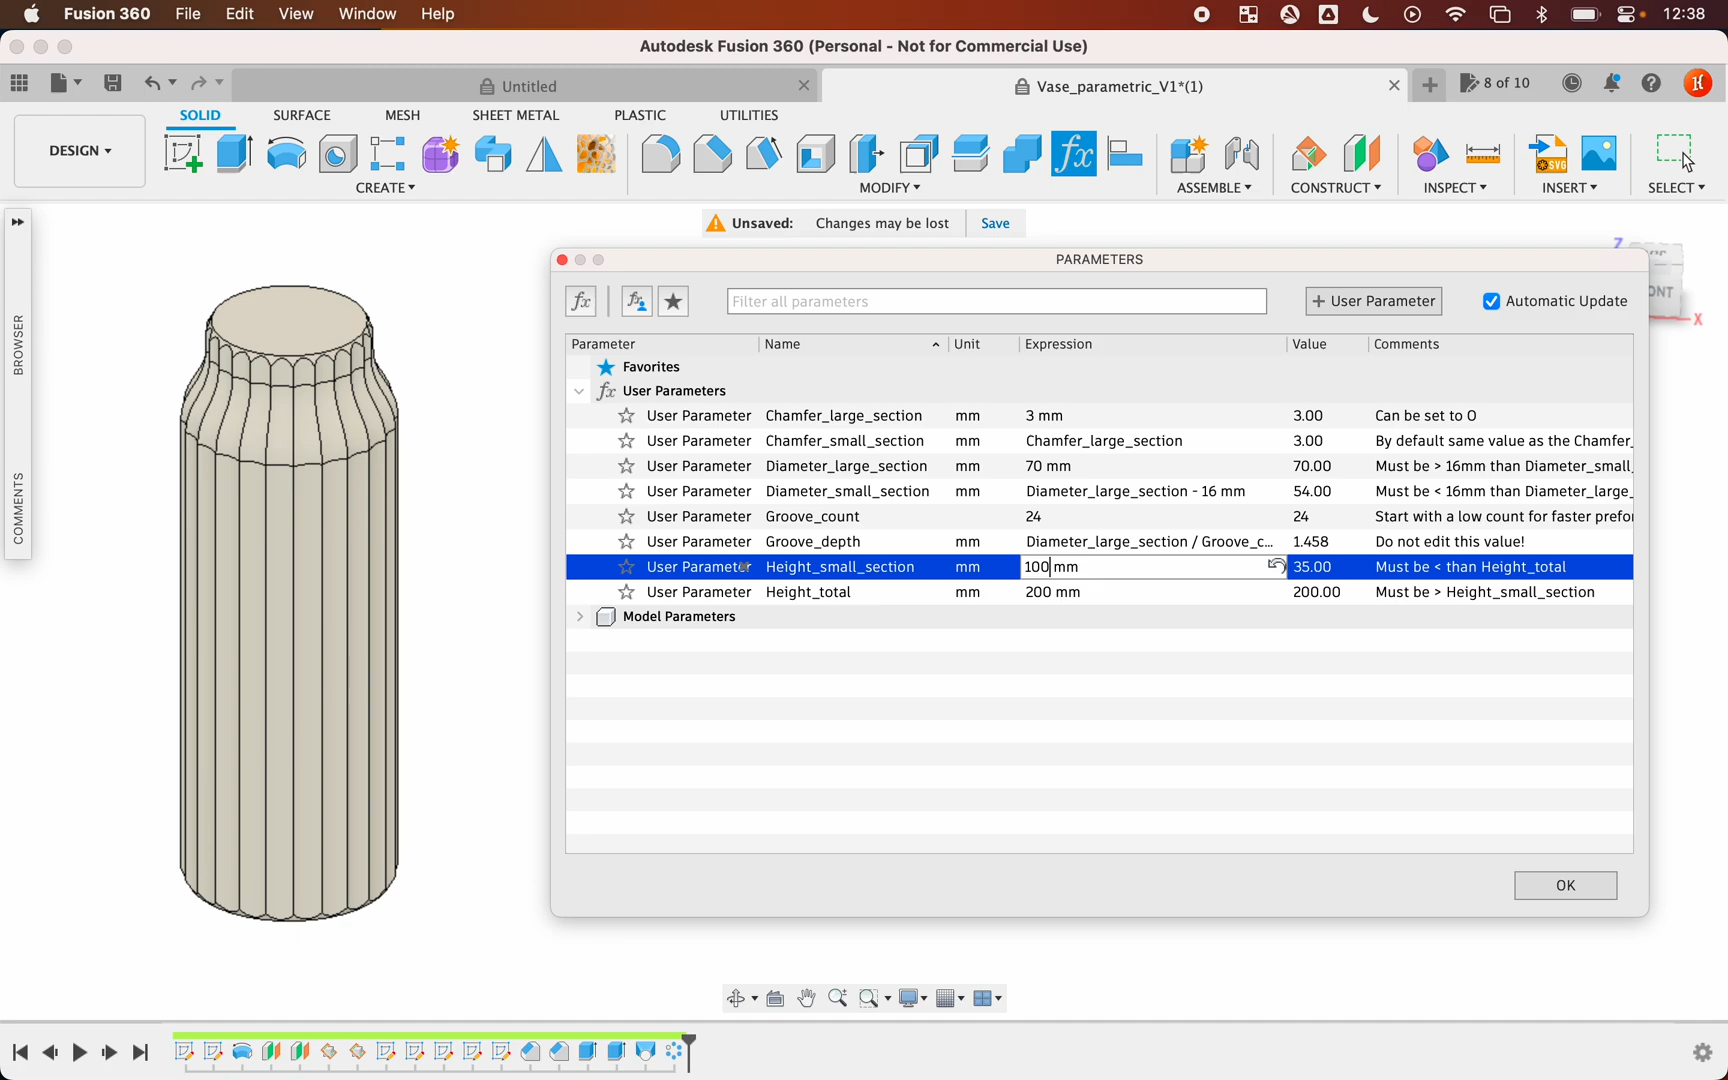 Fusion 360 File Edit View Window Help 12:38
Autodesk Fusion 360 (Personal - Not for Commercial Use)
Untitled Vase_parametric_V1*(1) 8 of 10
SOLID SURFACE MESH SHEET METAL PLASTIC UTILITIES
DESIGN
CREATE MODIFY ASSEMBLE CONSTRUCT INSPECT INSERT SELECT
SVG
fx
Unsaved: Changes may be lost Save
BROWSER
COMMENTS
Z
X
PARAMETERS
fx fx Filter all parameters + User Parameter Automatic Update
Parameter Name Unit Expression Value Comments
Favorites
fx User Parameters
User Parameter Chamfer_large_section mm 3 mm 3.00 Can be set to 0
User Parameter Chamfer_small_section mm Chamfer_large_section 3.00 By default same value as the Chamfer_
User Parameter Diameter_large_section mm 70 mm 70.00 Must be > 16mm than Diameter_small_
User Parameter Diameter_small_section mm Diameter_large_section - 16 mm 54.00 Must be < 16mm than Diameter_large_
User Parameter Groove_count 24 24 Start with a low count for faster prefor
User Parameter Groove_depth mm Diameter_large_section / Groove_c... 1.458 Do not edit this value!
User Parameter Height_small_section mm 100 mm 35.00 Must be < than Height_total
User Parameter Height_total mm 200 mm 200.00 Must be > Height_small_section
Model Parameters
OK